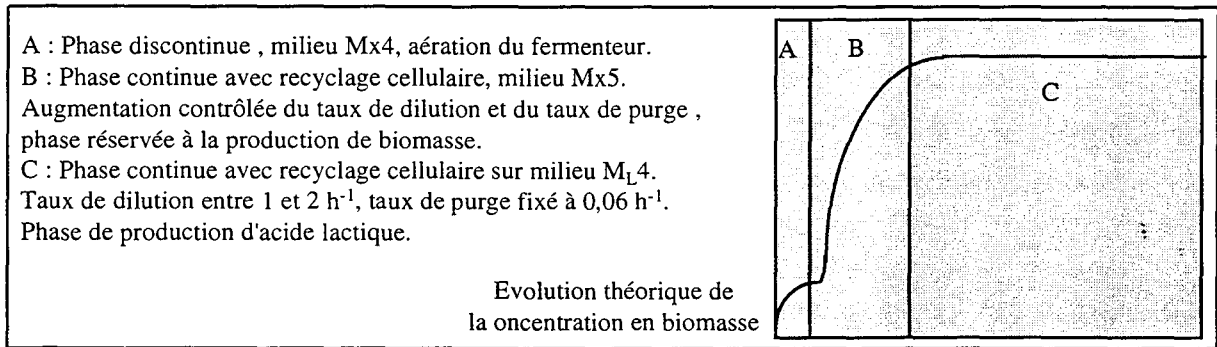 A : Phase discontinue , milieu Mx4, aération du fermenteur.
B : Phase continue avec recyclage cellulaire, milieu Mx5.
Augmentation contrôlée du taux de dilution et du taux de purge ,
phase réservée à la production de biomasse.
C : Phase continue avec recyclage cellulaire sur milieu ML4.
Taux de dilution entre 1 et 2 h-1, taux de purge fixé à 0,06 h-1.
Phase de production d'acide lactique.
Evolution théorique de
la oncentration en biomasse
A
B
C